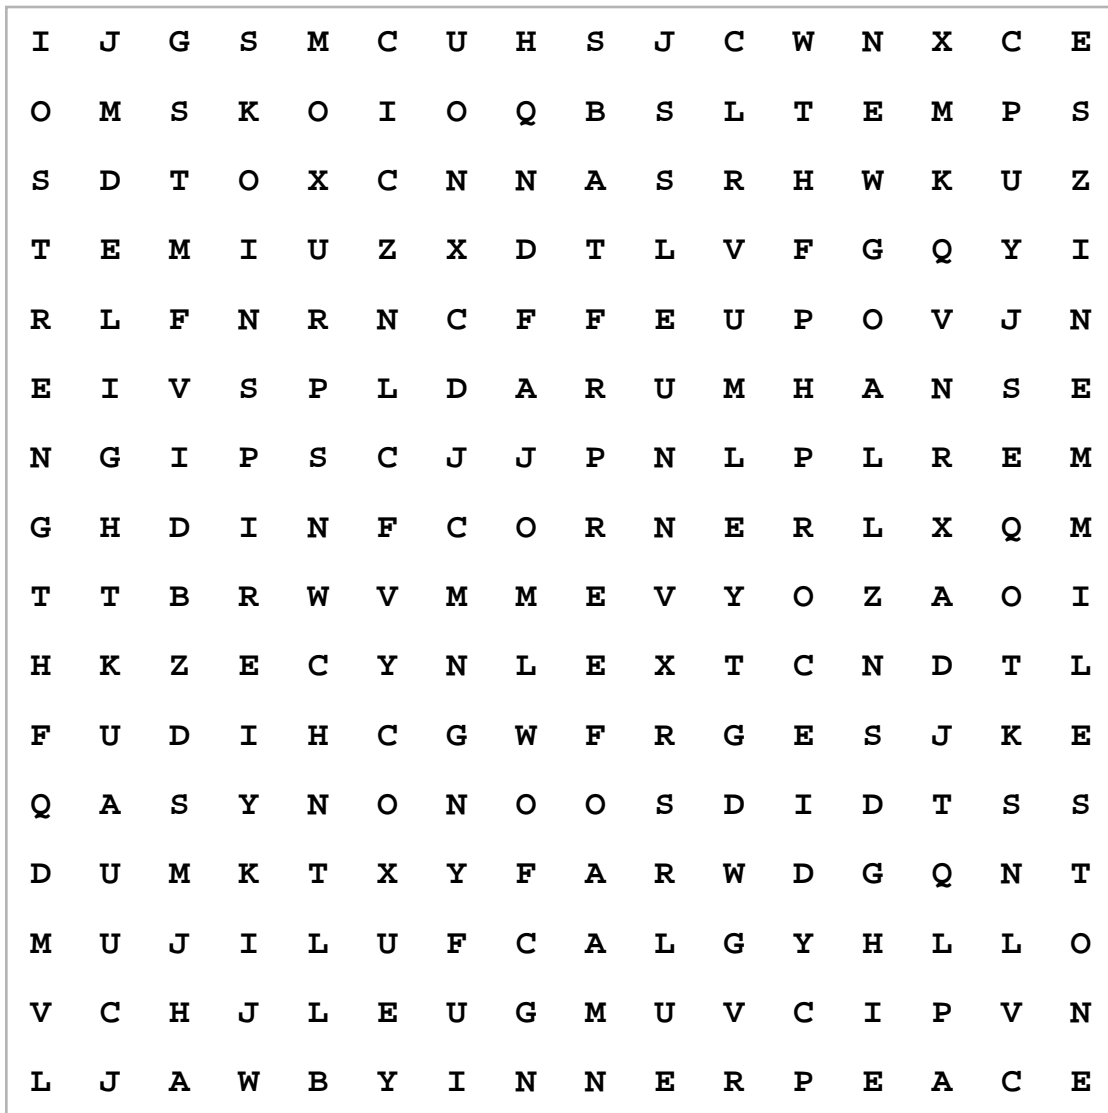 I J G S M C U H S J C W N X C E
O M S K O I O Q B S L T E M P S
S D T O X C N N A S R H W K U Z
T E M I U Z X D T L V F G Q Y I
R L F N R N C F F E U P O V J N
E I V S P L D A R U M H A N S E
N G I P S C J J P N L P L R E M
G H D I N F C O R N E R L X Q M
T T B R W V M M E V Y O Z A O I
H K Z E C Y N L E X T C N D T L
F U D I H C G W F R G E S J K E
Q A S Y N O N O O S D I D T S S
D U M K T X Y F A R W D G Q N T
M U J I L U F C A L G Y H L L O
V C H J L E U G M U V C I P V N
L J A W B Y I N N E R P E A C E